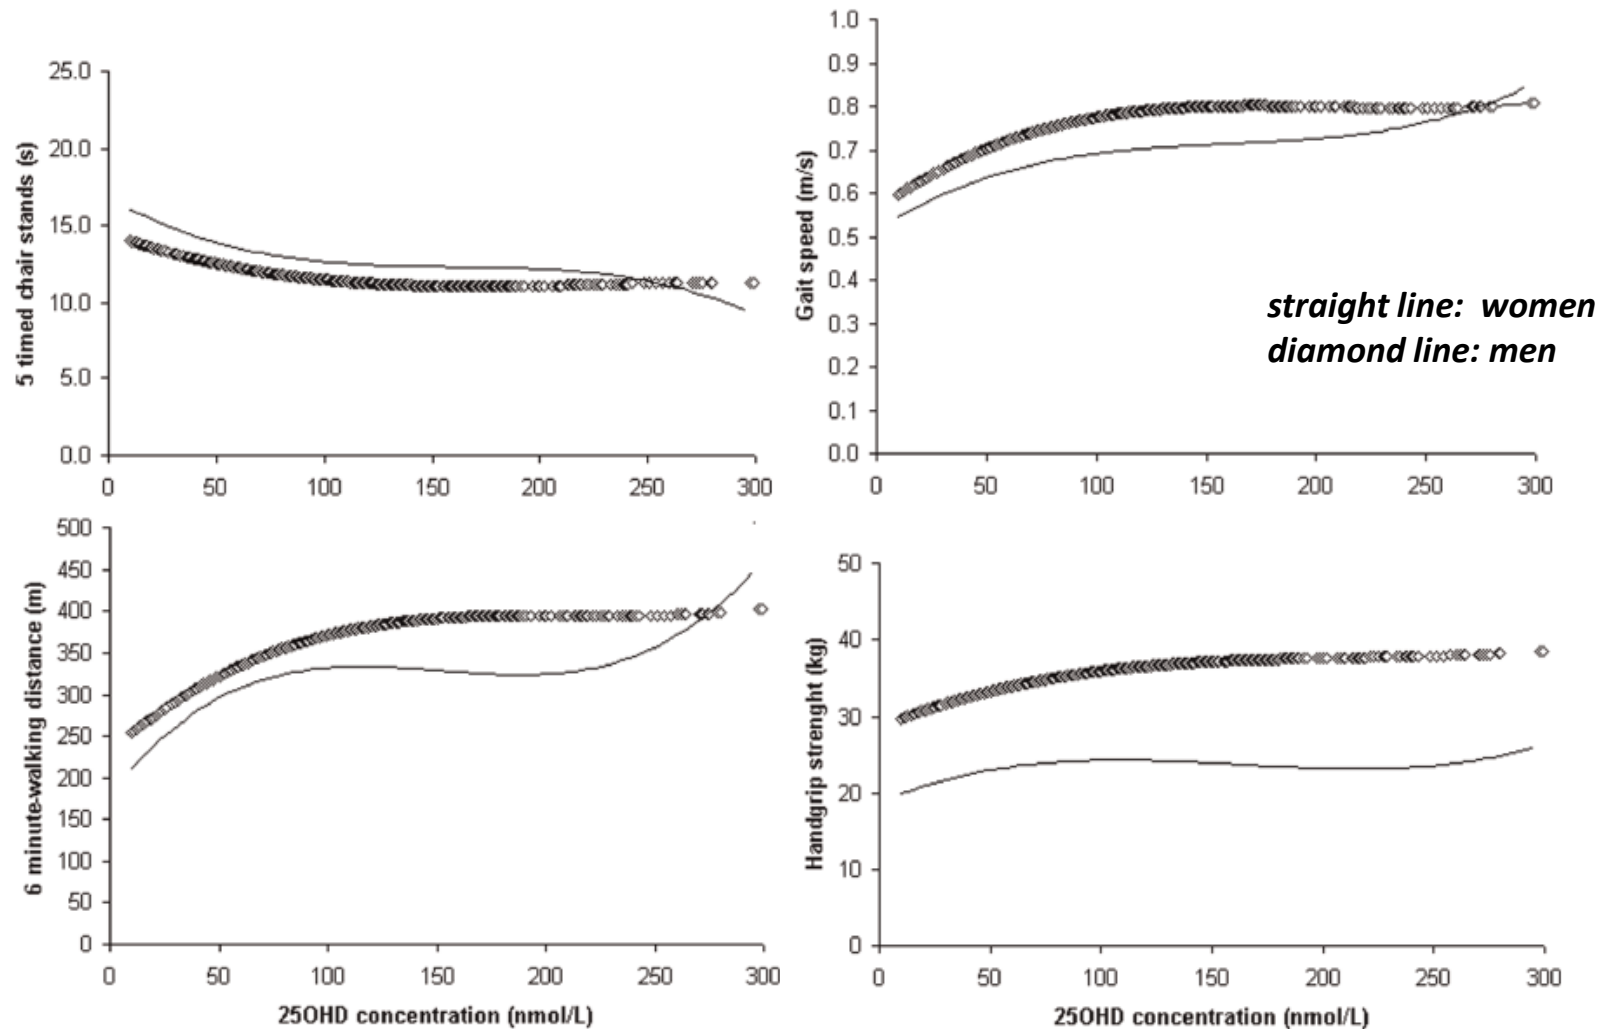 5 timed chair stands (s)
25.0
20.0
15.0
10.0
5.0
0.0
0 50 100 150 200 250 300
Gait speed (m/s)
1.0
0.9
0.8
0.7
0.6
0.5
0.4
0.3
0.2
0.1
0.0
0 50 100 150 200 250 300
straight line: women
diamond line: men
6 minute-walking distance (m)
500
450
400
350
300
250
200
150
100
50
0
0 50 100 150 200 250 300
25OHD concentration (nmol/L)
Handgrip strenght (kg)
50
40
30
20
10
0
0 50 100 150 200 250 300
25OHD concentration (nmol/L)